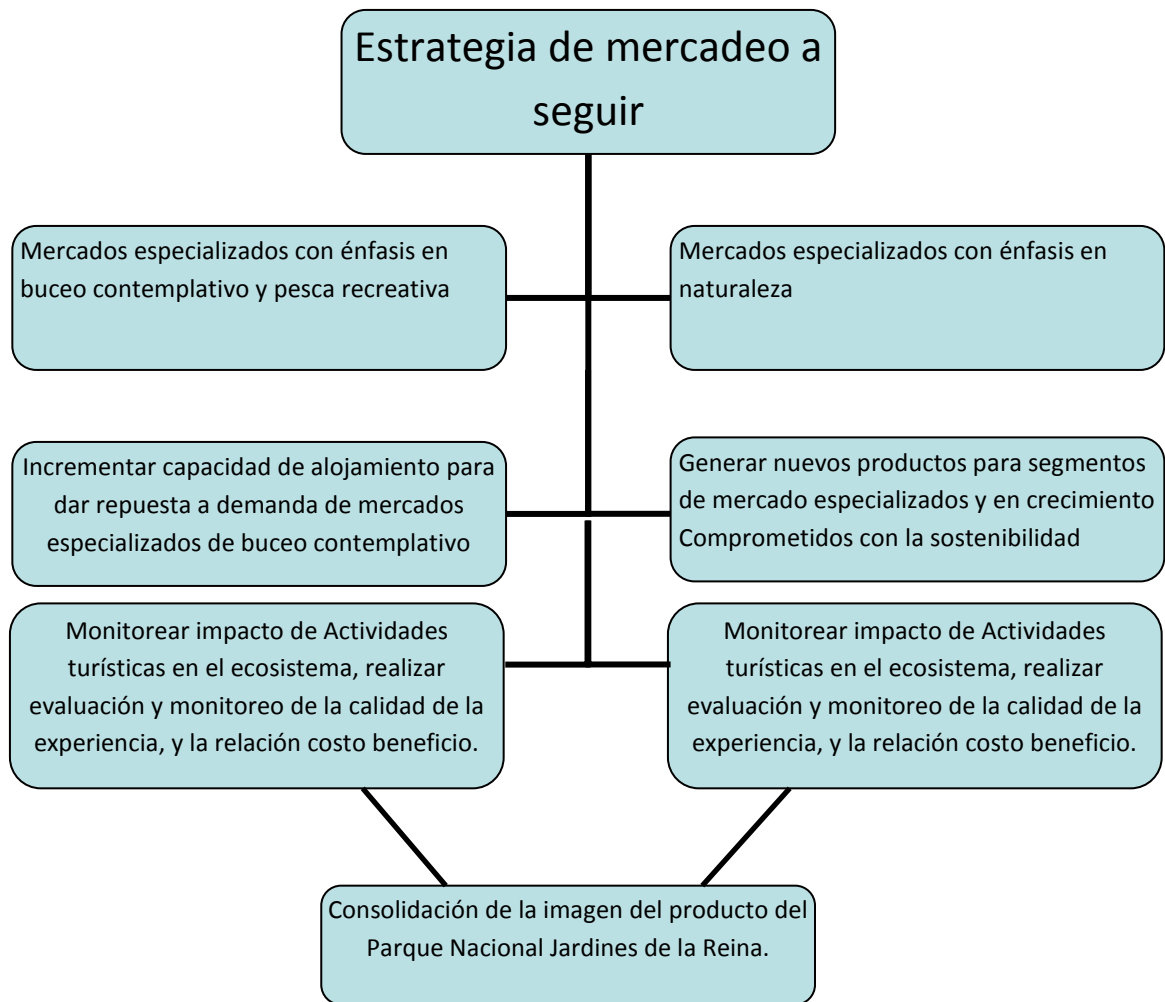 Estrategia de mercadeo a
seguir
Mercados especializados con énfasis en
buceo contemplativo y pesca recreativa
Mercados especializados con énfasis en
naturaleza
Incrementar capacidad de alojamiento para
dar repuesta a demanda de mercados
especializados de buceo contemplativo
Generar nuevos productos para segmentos
de mercado especializados y en crecimiento
Comprometidos con la sostenibilidad
Monitorear impacto de Actividades
turísticas en el ecosistema, realizar
evaluación y monitoreo de la calidad de la
experiencia, y la relación costo beneficio.
Monitorear impacto de Actividades
turísticas en el ecosistema, realizar
evaluación y monitoreo de la calidad de la
experiencia, y la relación costo beneficio.
Consolidación de la imagen del producto del
Parque Nacional Jardines de la Reina.